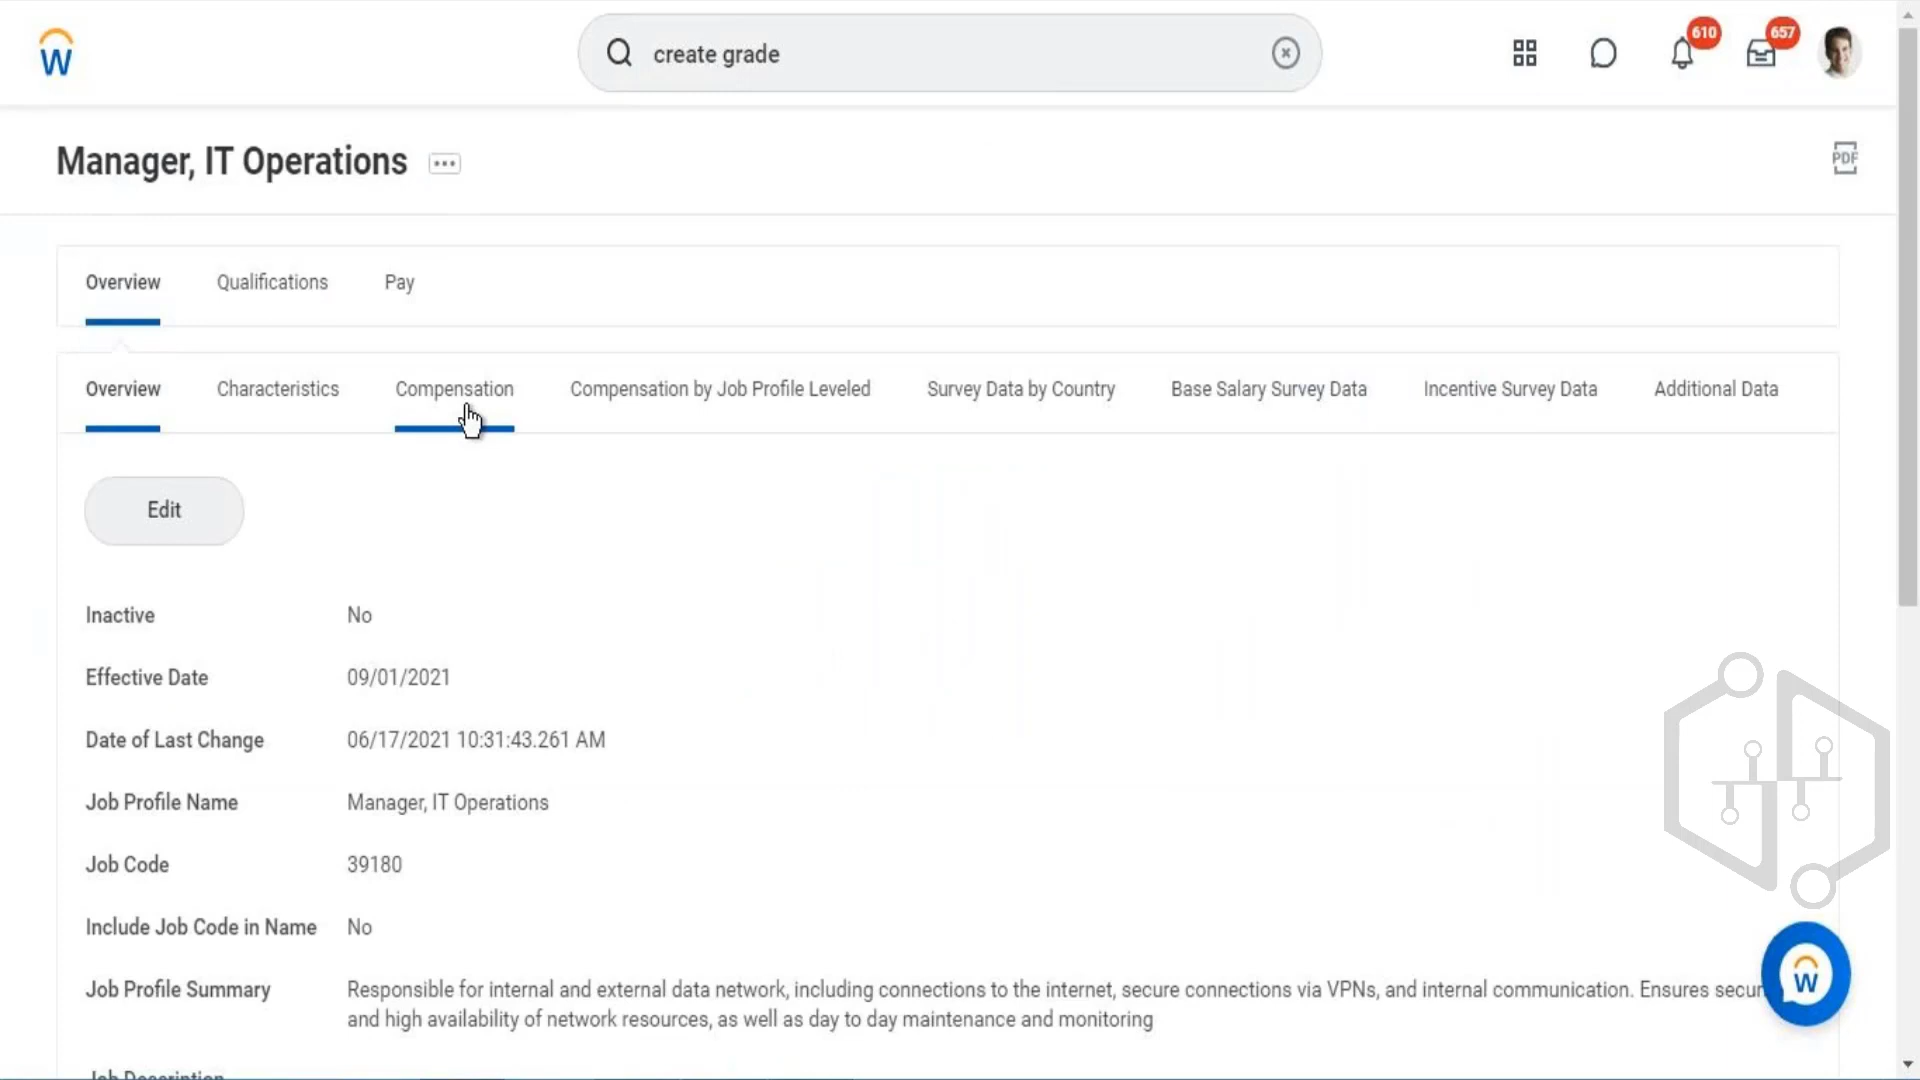 W
create grade
610
657
Manager, IT Operations
PDF
Overview Qualifications Pay
Overview Characteristics Compensation Compensation by Job Profile Leveled Survey Data by Country Base Salary Survey Data Incentive Survey Data Additional Data
Edit
Inactive No
Effective Date 09/01/2021
Date of Last Change 06/17/2021 10:31:43.261 AM
Job Profile Name Manager, IT Operations
Job Code 39180
Include Job Code in Name No
Job Profile Summary Responsible for internal and external data network, including connections to the internet, secure connections via VPNs, and internal communication. Ensures secur
and high availability of network resources, as well as day to day maintenance and monitoring
W
Job Description